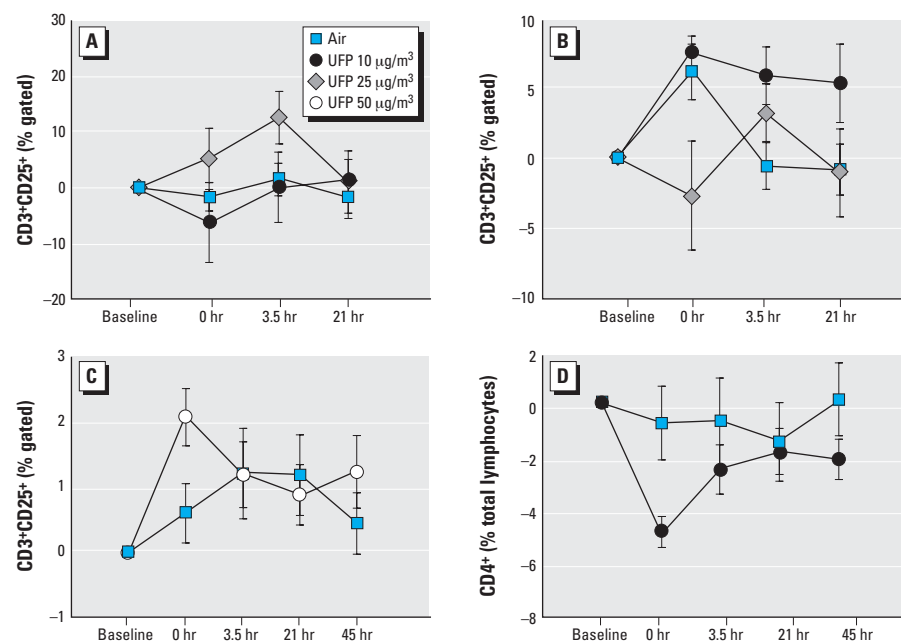 A
CD3+CD25+ (% gated)
30
20
10
0
−10
−20
Baseline 0 hr 3.5 hr 21 hr
Air
UFP 10 μg/m³
UFP 25 μg/m³
UFP 50 μg/m³
B
CD3+CD25+ (% gated)
10
5
0
−5
−10
Baseline 0 hr 3.5 hr 21 hr
C
CD3+CD25+ (% gated)
3
2
1
0
−1
Baseline 0 hr 3.5 hr 21 hr 45 hr
D
CD4+ (% total lymphocytes)
2
0
−2
−4
−6
−8
Baseline 0 hr 3.5 hr 21 hr 45 hr